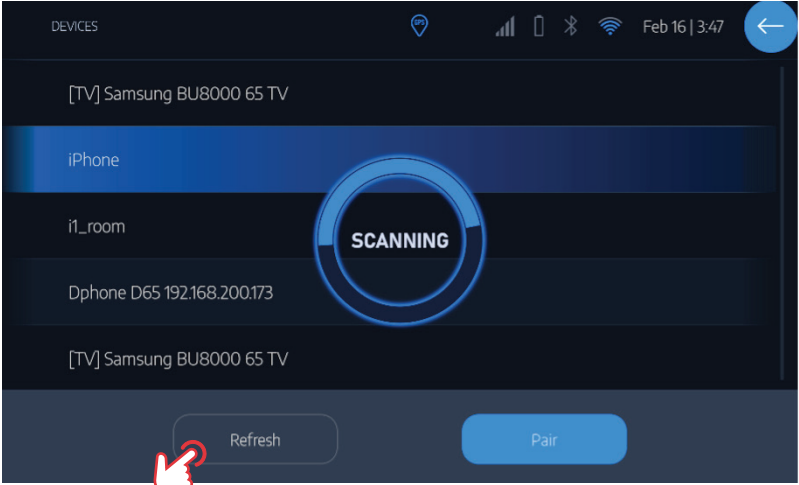 DEVICES
GPS
Feb 16 | 3:47
[TV] Samsung BU8000 65 TV
iPhone
i1_room
SCANNING
Dphone D65 192.168.200.173
[TV] Samsung BU8000 65 TV
Refresh
Pair